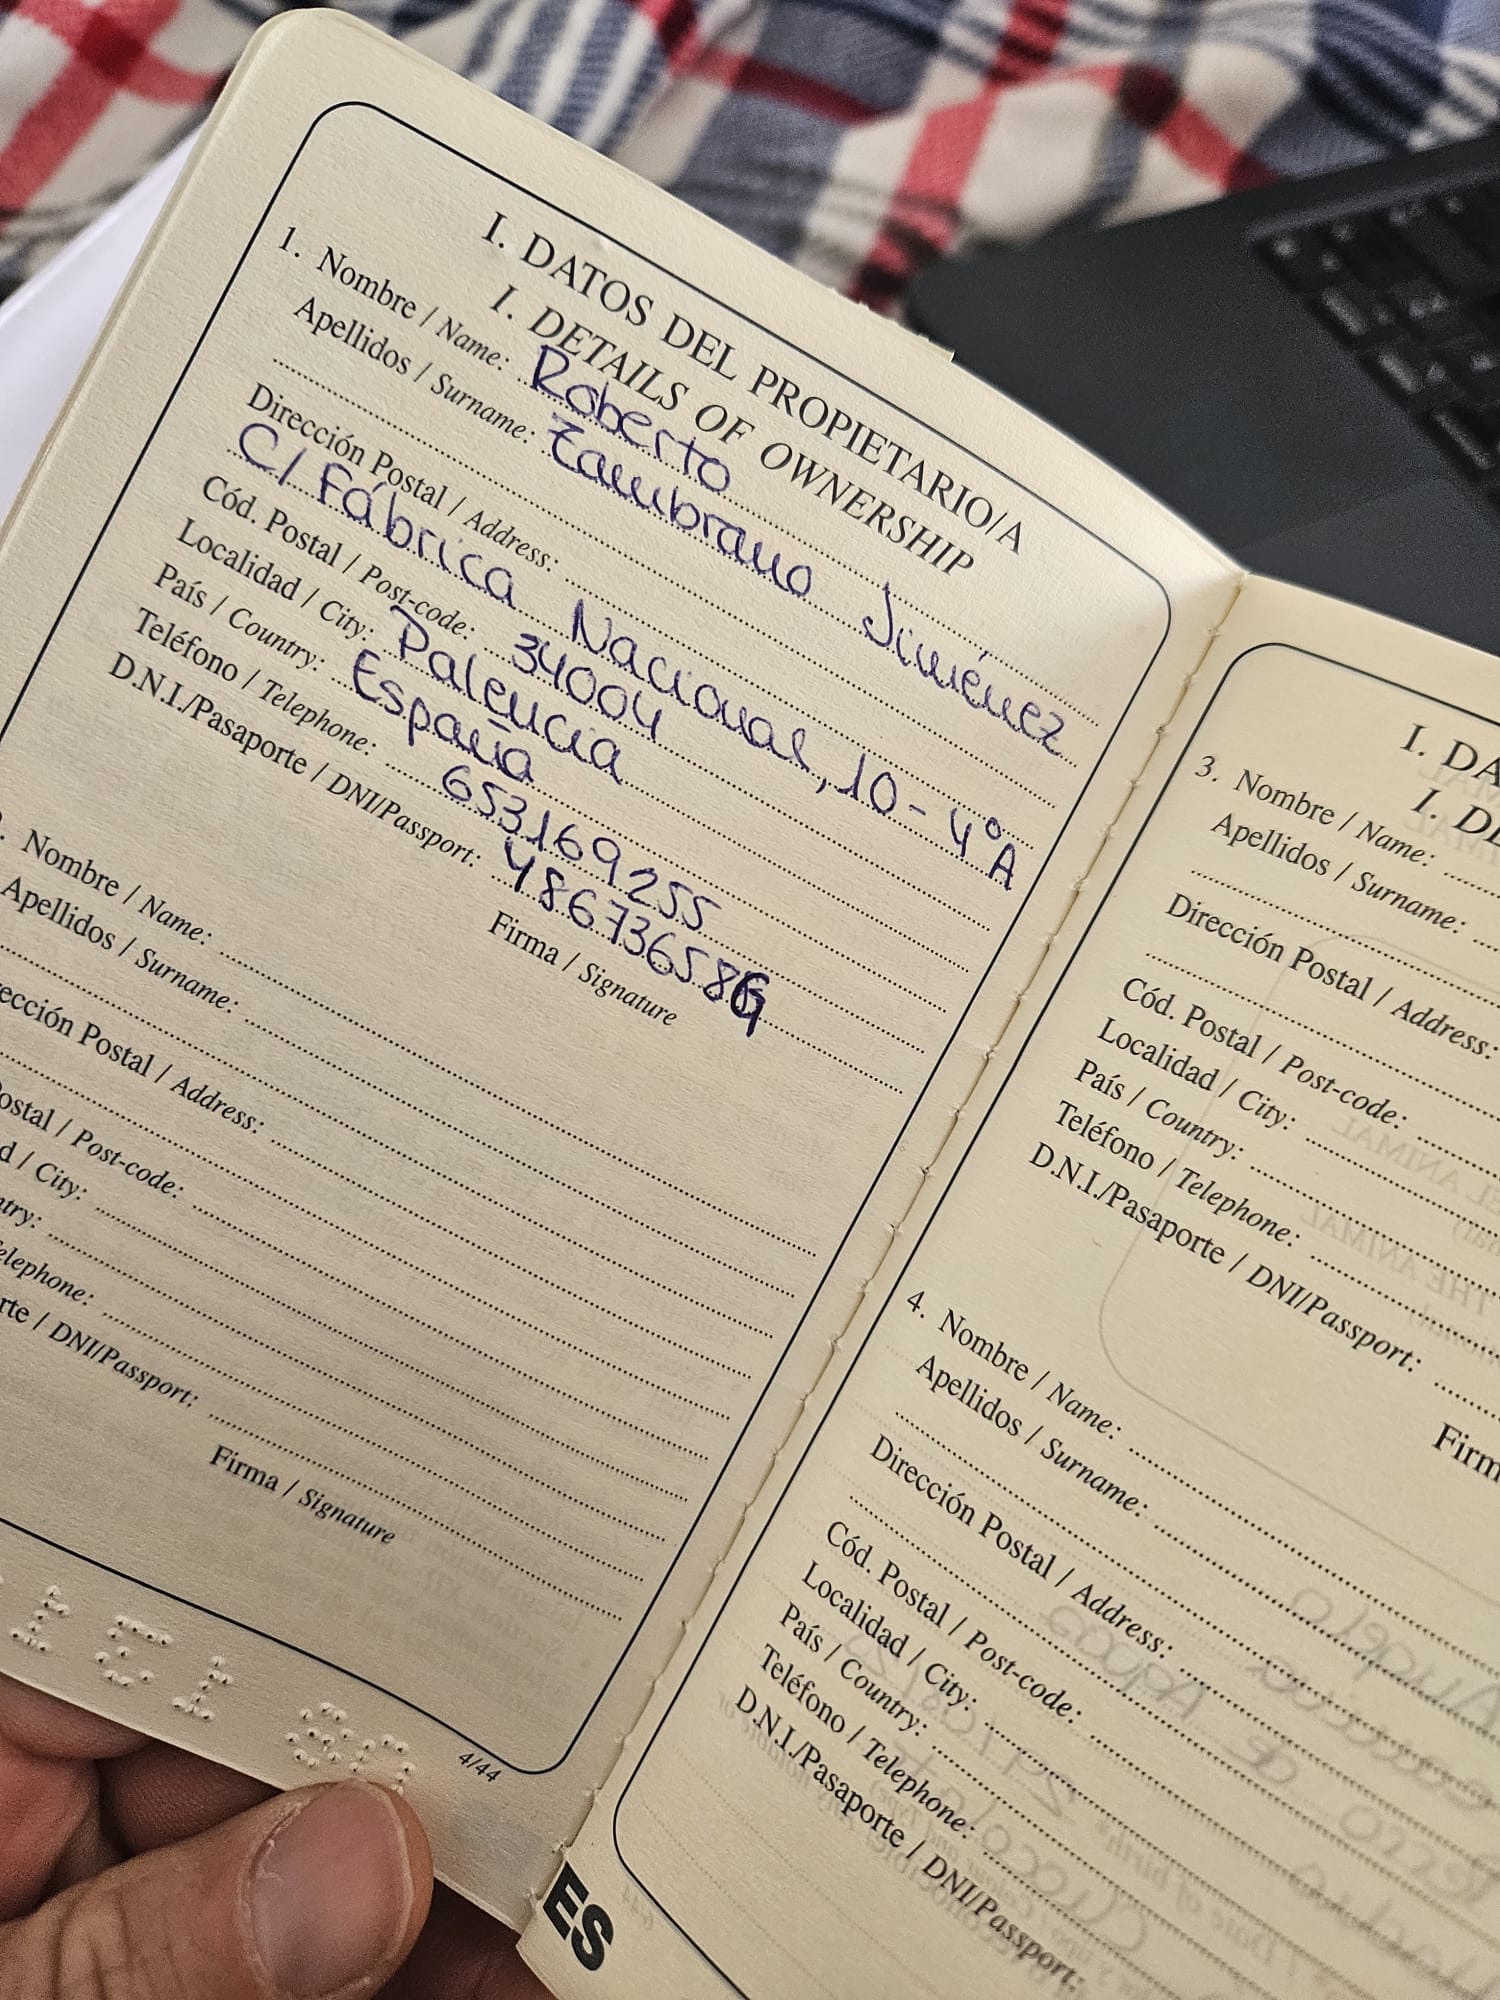 I. DATOS DEL PROPIETARIO/A
I. DETAILS OF OWNERSHIP
1. Nombre / Name: Roberto
Apellidos / Surname: Zambrano Jiménez
Dirección Postal / Address:
C/ Fábrica Nacional, 10 - 4º A
Cód. Postal / Post-code: 34004
Localidad / City: Palencia
País / Country: España
Teléfono / Telephone: 653169255
D.N.I./Pasaporte / DNI/Passport: 48673658
Firma / Signature
Nombre / Name:
Apellidos / Surname:
ección Postal / Address:
ostal / Post-code:
d / City:
ntry:
elephone:
rte / DNI/Passport:
Firma / Signature
4/44
ES
I. DA
I. DE
3. Nombre / Name:
Apellidos / Surname:
Dirección Postal / Address:
Cód. Postal / Post-code:
Localidad / City:
País / Country:
Teléfono / Telephone:
D.N.I./Pasaporte / DNI/Passport:
Firm
4. Nombre / Name:
Apellidos / Surname:
Dirección Postal / Address:
Cód. Postal / Post-code:
Localidad / City:
País / Country:
Teléfono / Telephone:
D.N.I./Pasaporte / DNI/Passport: